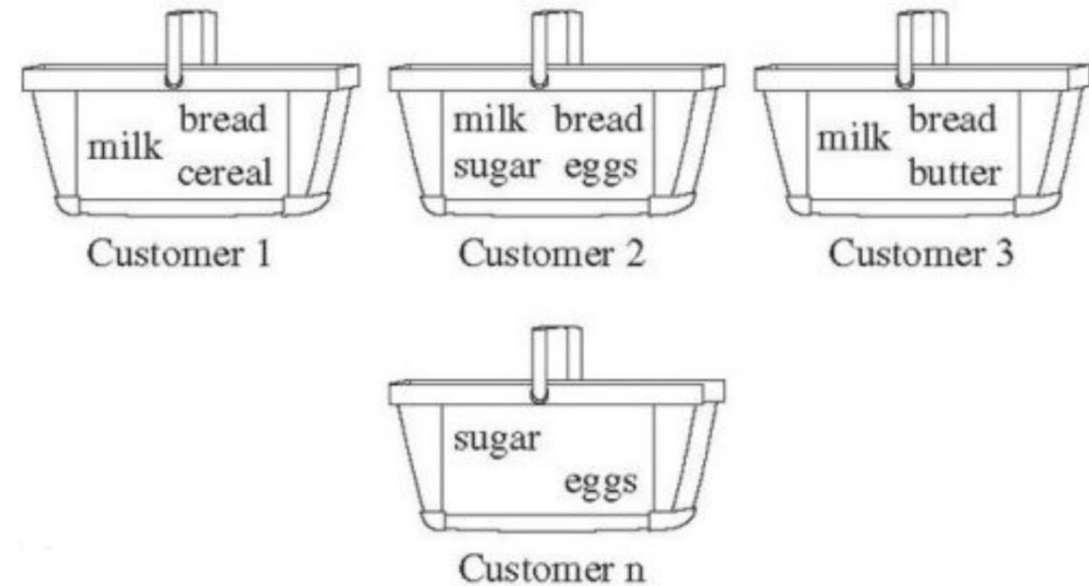 milk bread
cereal
Customer 1
milk bread
sugar eggs
Customer 2
milk bread
butter
Customer 3
sugar
eggs
Customer n